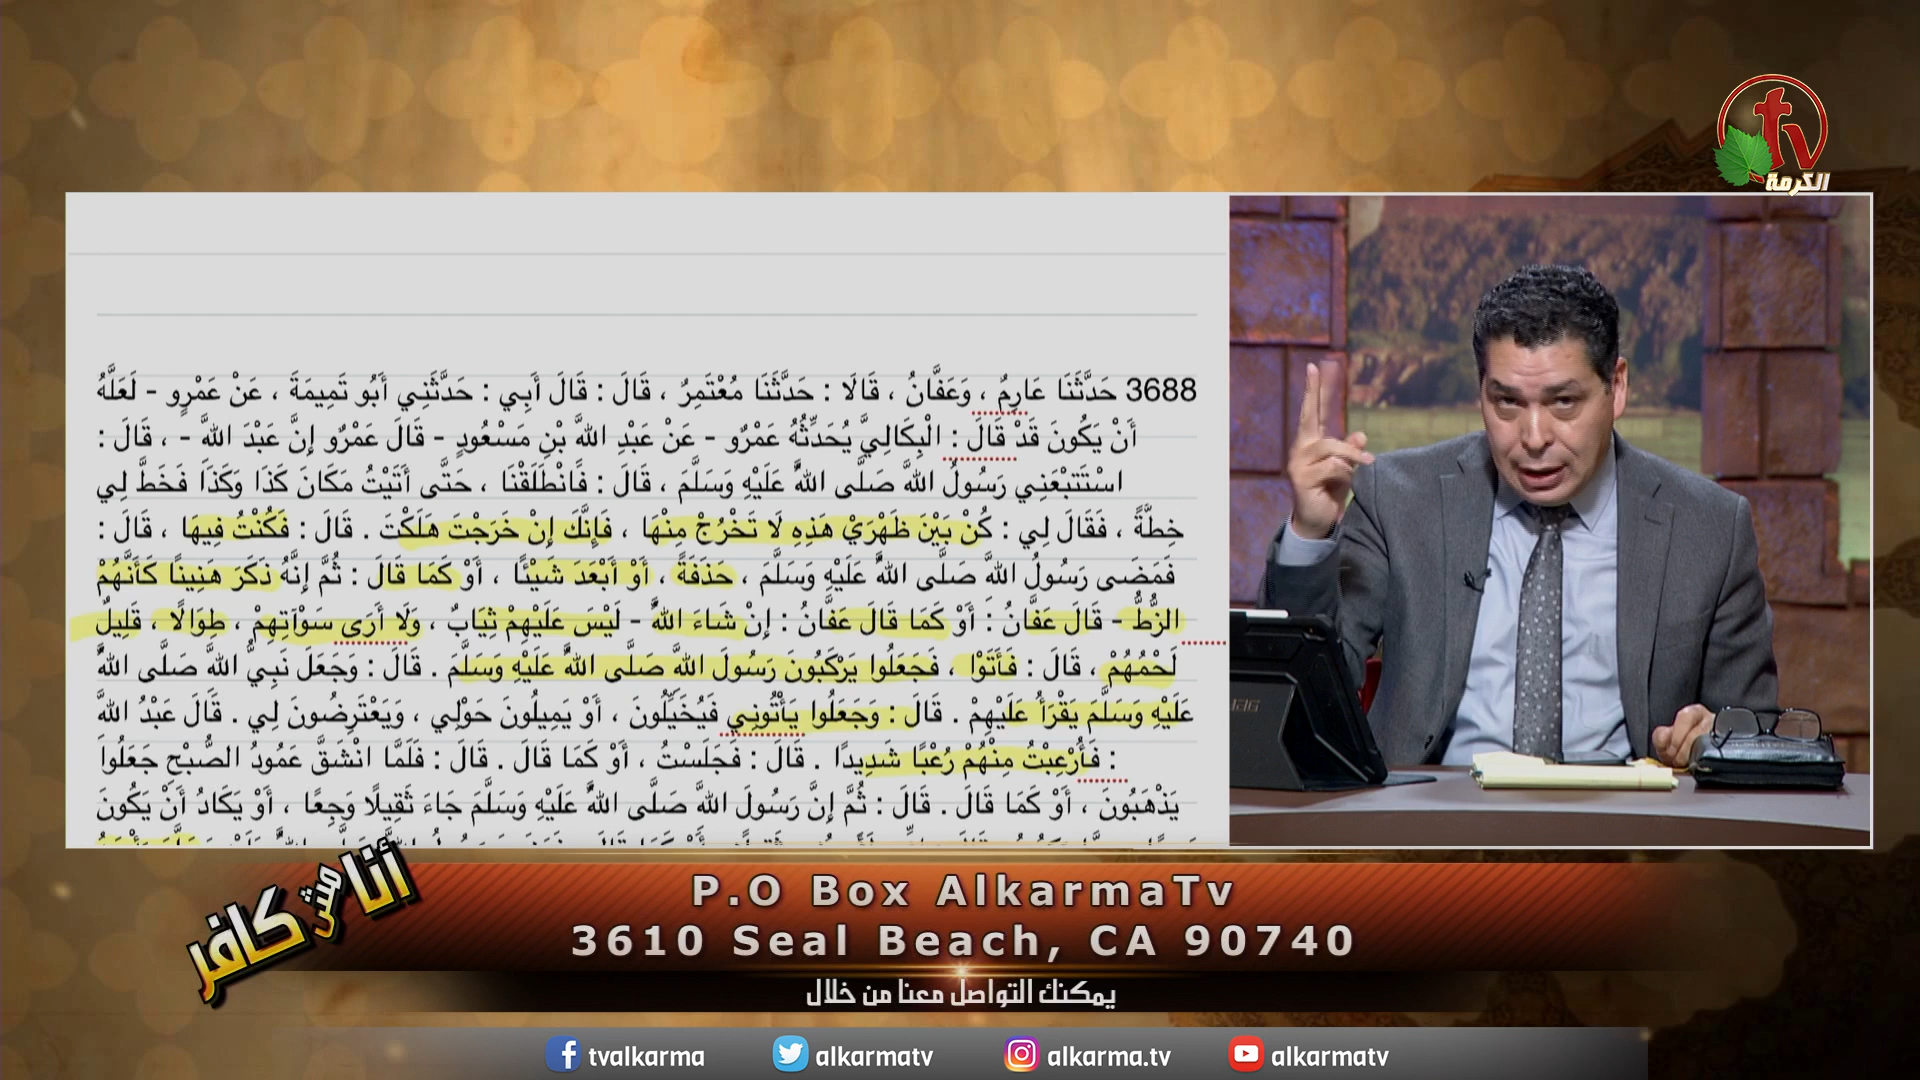 tv
الكرمة
3688 حَدَّثَنَا عَارِمٌ ، وَعَفَّانُ ، قَالَا : حَدَّثَنَا مُعْتَمِرٌ ، قَالَ : قَالَ أَبِي : حَدَّثَنِي أَبُو تَمِيمَةَ ، عَنْ عَمْرٍو - لَعَلَّهُ
أَنْ يَكُونَ قَدْ قَالَ : الْبِكَالِيَّ يُحَدِّثُهُ عَمْرٌو - عَنْ عَبْدِ اللَّهِ بْنِ مَسْعُودٍ - قَالَ عَمْرٌو إِنَّ عَبْدَ اللَّهِ - ، قَالَ :
اسْتَتْبَعَنِي رَسُولُ اللَّهِ صَلَّى اللَّهُ عَلَيْهِ وَسَلَّمَ ، قَالَ : فَانْطَلَقْنَا ، حَتَّى أَتَيْتُ مَكَانَ كَذَا وَكَذَا فَخَطَّ لِي
خِطَّةً ، فَقَالَ لِي : كُنْ بَيْنَ ظَهْرَيْ هَذِهِ لَا تَخْرُجْ مِنْهَا ، فَإِنَّكَ إِنْ خَرَجْتَ هَلَكْتَ . قَالَ : فَكُنْتُ فِيهَا ، قَالَ :
فَمَضَى رَسُولُ اللَّهِ صَلَّى اللَّهُ عَلَيْهِ وَسَلَّمَ ، حَذَفَةً ، أَوْ أَبْعَدَ شَيْئًا ، أَوْ كَمَا قَالَ : ثُمَّ إِنَّهُ ذَكَرَ هَنِينًا كَأَنَّهُمْ
الزُّطُّ - قَالَ عَفَّانُ : أَوْ كَمَا قَالَ عَفَّانُ : إِنْ شَاءَ اللَّهُ - لَيْسَ عَلَيْهِمْ ثِيَابٌ ، وَلَا أَرَى سَوْآتِهِمْ ، طِوَالًا ، قَلِيلٌ
لَحْمُهُمْ ، قَالَ : فَأَتَوْا ، فَجَعَلُوا يَرْكَبُونَ رَسُولَ اللَّهِ صَلَّى اللَّهُ عَلَيْهِ وَسَلَّمَ . قَالَ : وَجَعَلَ نَبِيُّ اللَّهِ صَلَّى اللَّهُ
عَلَيْهِ وَسَلَّمَ يَقْرَأُ عَلَيْهِمْ . قَالَ : وَجَعَلُوا يَأْتُونِي فَيُخَيِّلُونَ ، أَوْ يَمِيلُونَ حَوْلِي ، وَيَعْتَرِضُونَ لِي . قَالَ عَبْدُ اللَّهِ
: فَأُرْعِبْتُ مِنْهُمْ رُعْبًا شَدِيدًا . قَالَ : فَجَلَسْتُ ، أَوْ كَمَا قَالَ . قَالَ : فَلَمَّا انْشَقَّ عَمُودُ الصُّبْحِ جَعَلُوا
يَذْهَبُونَ ، أَوْ كَمَا قَالَ . قَالَ : ثُمَّ إِنَّ رَسُولَ اللَّهِ صَلَّى اللَّهُ عَلَيْهِ وَسَلَّمَ جَاءَ ثَقِيلًا وَجِعًا ، أَوْ يَكَادُ أَنْ يَكُونَ
أنا مش كافر
P.O Box AlkarmaTv
3610 Seal Beach, CA 90740
يمكنك التواصل معنا من خلال
tvalkarma alkarmatv alkarma.tv alkarmatv